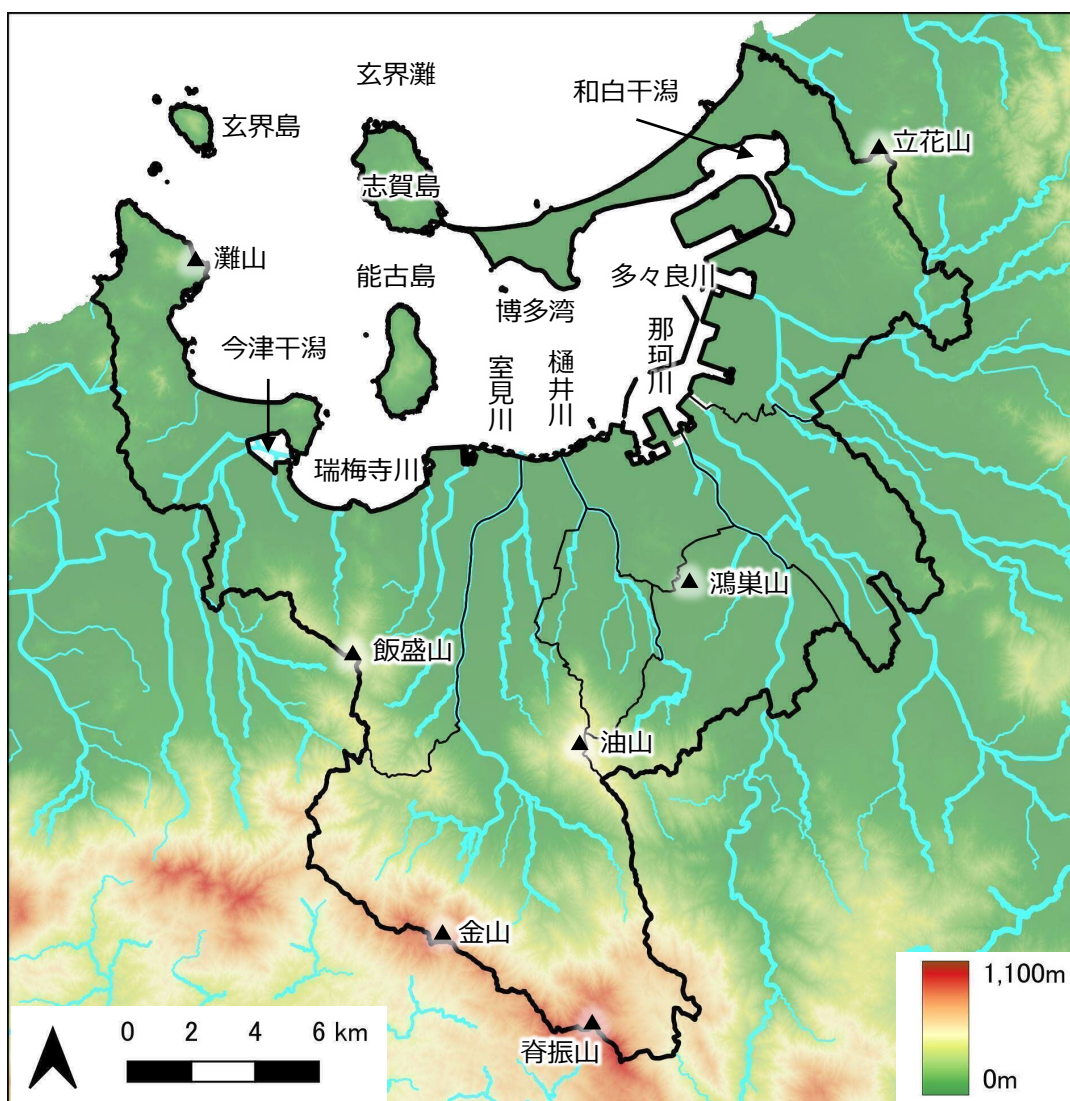 玄界灘
和白干潟
玄界島
立花山
志賀島
灘山
能古島
多々良川
博多湾
那珂川
今津干潟
室見川
樋井川
瑞梅寺川
鴻巣山
飯盛山
油山
金山
脊振山
1,100m
0m
0 2 4 6 km